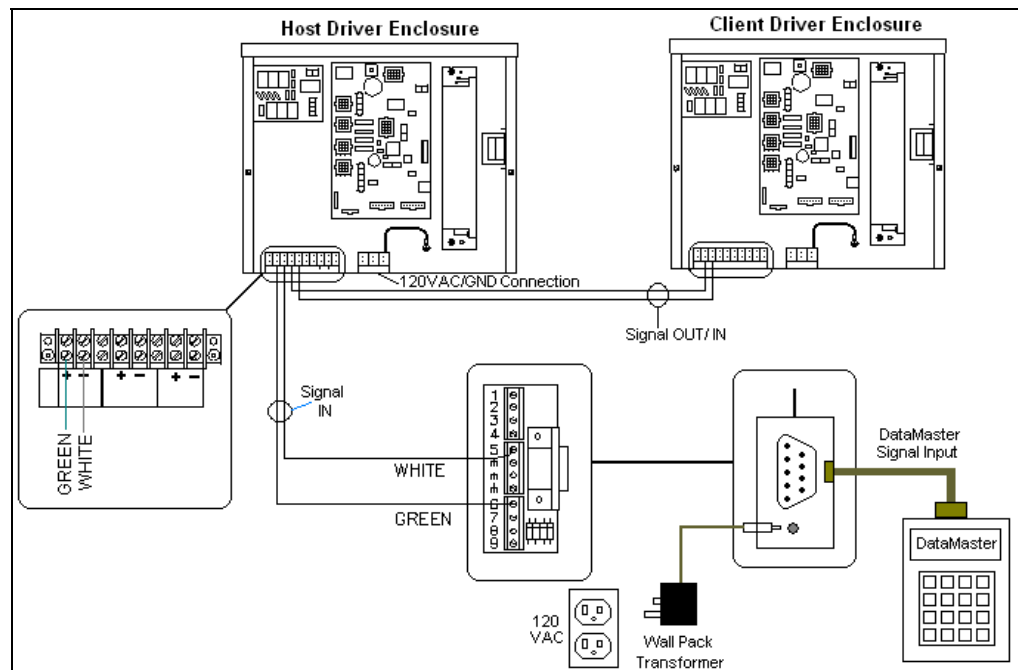 Host Driver Enclosure
Client Driver Enclosure
120VAC/GND Connection
Signal OUT/ IN
+ - + - + -
GREEN
WHITE
Signal
IN
WHITE
GREEN
1
2
3
4
5
6
7
8
9
DataMaster
Signal Input
DataMaster
120
VAC
Wall Pack
Transformer